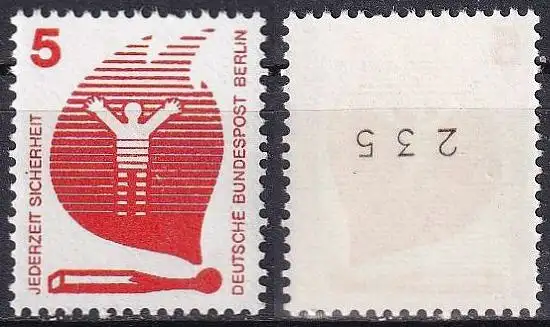 5
JEDERZEIT SICHERHEIT
DEUTSCHE BUNDESPOST BERLIN
235